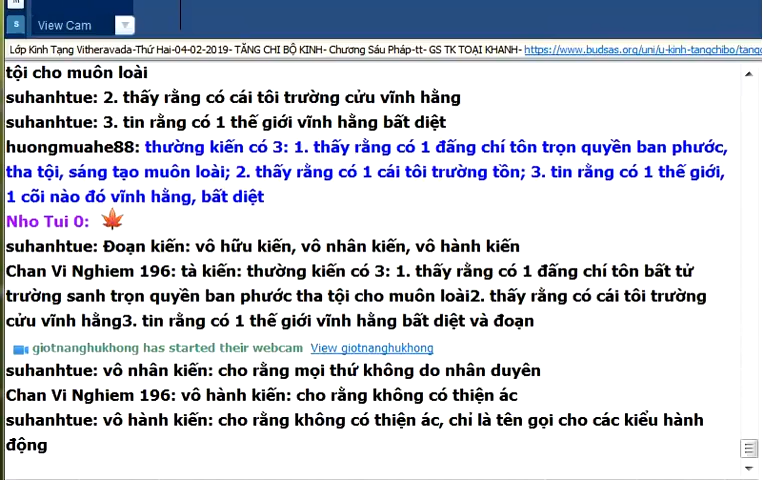 S View Cam
Lớp Kinh Tạng Vitheravada-Thứ Hai-04-02-2019- TĂNG CHI BỘ KINH- Chương Sáu Pháp-tt- GS TK TOẠI KHANH- https://www.budsas.org/uni/u-kinh-tangchibo/tang
tội cho muôn loài
suhanhtue: 2. thấy rằng có cái tôi trường cửu vĩnh hằng
suhanhtue: 3. tin rằng có 1 thế giới vĩnh hằng bất diệt
huongmuahe88: thường kiến có 3: 1. thấy rằng có 1 đấng chí tôn trọn quyền ban phước,
tha tội, sáng tạo muôn loài; 2. thấy rằng có 1 cái tôi trường tồn; 3. tin rằng có 1 thế giới,
1 cõi nào đó vĩnh hằng, bất diệt
Nho Tui 0:
suhanhtue: Đoạn kiến: vô hữu kiến, vô nhân kiến, vô hành kiến
Chan Vi Nghiem 196: tà kiến: thường kiến có 3: 1. thấy rằng có 1 đấng chí tôn bất tử
trường sanh trọn quyền ban phước tha tội cho muôn loài2. thấy rằng có cái tôi trường
cửu vĩnh hằng3. tin rằng có 1 thế giới vĩnh hằng bất diệt và đoạn
giotnanghukhong has started their webcam View giotnanghukhong
suhanhtue: vô nhân kiến: cho rằng mọi thứ không do nhân duyên
Chan Vi Nghiem 196: vô hành kiến: cho rằng không có thiện ác
suhanhtue: vô hành kiến: cho rằng không có thiện ác, chỉ là tên gọi cho các kiểu hành
động